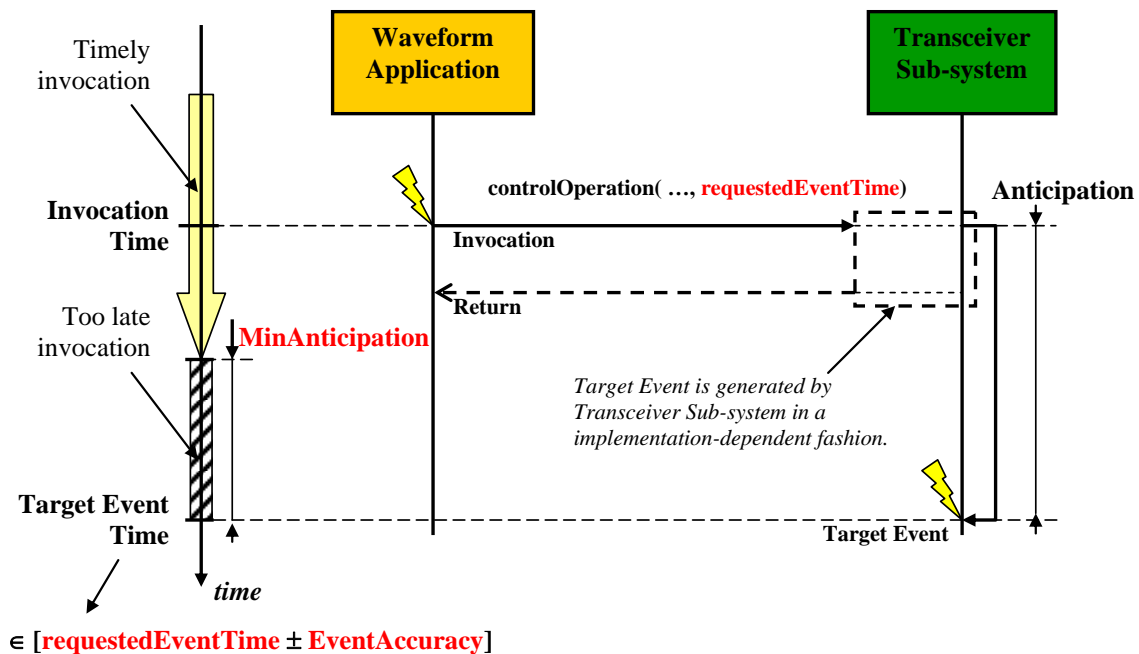 Timely
invocation
Waveform
Application
Transceiver
Sub-system
controlOperation( …, requestedEventTime)
Anticipation
Invocation
Time
Invocation
Return
Too late
invocation
MinAnticipation
Target Event is generated by
Transceiver Sub-system in a
implementation-dependent fashion.
Target Event
Time
Target Event
time
∈ [requestedEventTime ± EventAccuracy]